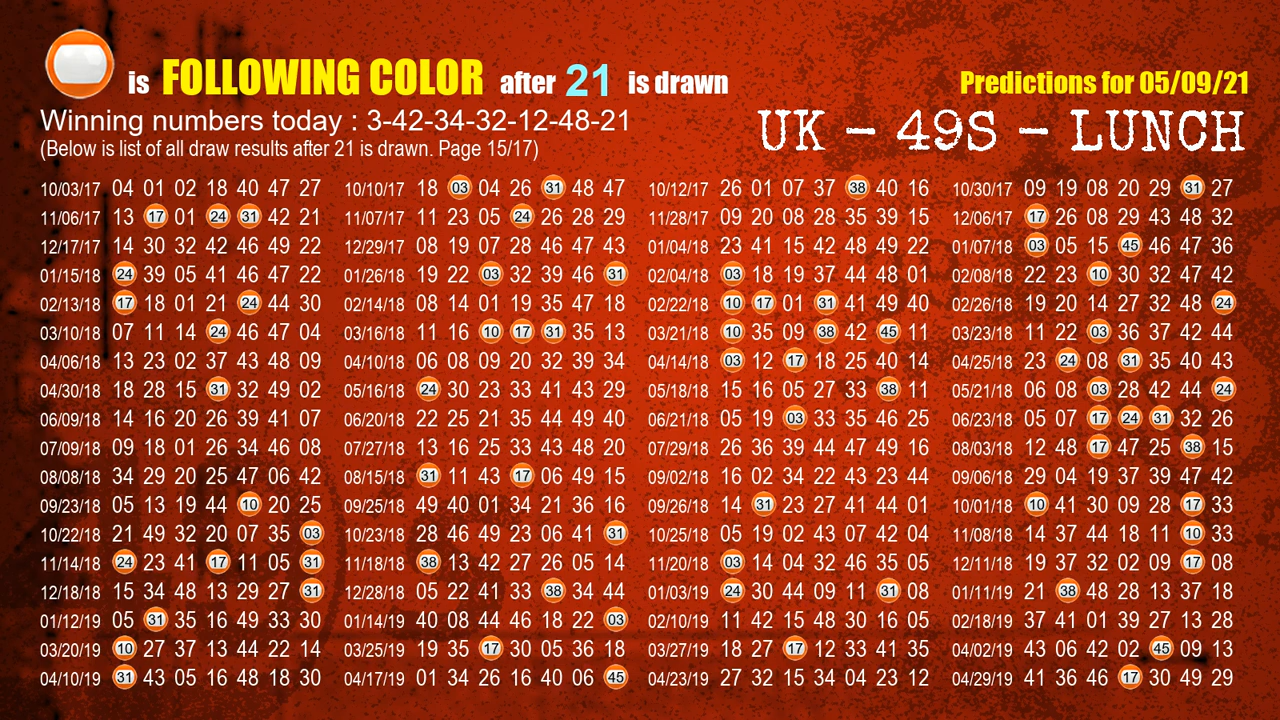 is FOLLOWING COLOR after 21 is drawn
Predictions for 05/09/21
Winning numbers today : 3-42-34-32-12-48-21
UK - 49S - LUNCH
(Below is list of all draw results after 21 is drawn. Page 15/17)
10/03/17 04 01 02 18 40 47 27 10/10/17 18 03 04 26 31 48 47 10/12/17 26 01 07 37 38 40 16 10/30/17 09 19 08 20 29 31 27
11/06/17 13 17 01 24 31 42 21 11/07/17 11 23 05 24 26 28 29 11/28/17 09 20 08 28 35 39 15 12/06/17 17 26 08 29 43 48 32
12/17/17 14 30 32 42 46 49 22 12/29/17 08 19 07 28 46 47 43 01/04/18 23 41 15 42 48 49 22 01/07/18 03 05 15 45 46 47 36
01/15/18 24 39 05 41 46 47 22 01/26/18 19 22 03 32 39 46 31 02/04/18 03 18 19 37 44 48 01 02/08/18 22 23 10 30 32 47 42
02/13/18 17 18 01 21 24 44 30 02/14/18 08 14 01 19 35 47 18 02/22/18 10 17 01 31 41 49 40 02/26/18 19 20 14 27 32 48 24
03/10/18 07 11 14 24 46 47 04 03/16/18 11 16 10 17 31 35 13 03/21/18 10 35 09 38 42 45 11 03/23/18 11 22 03 36 37 42 44
04/06/18 13 23 02 37 43 48 09 04/10/18 06 08 09 20 32 39 34 04/14/18 03 12 17 18 25 40 14 04/25/18 23 24 08 31 35 40 43
04/30/18 18 28 15 31 32 49 02 05/16/18 24 30 23 33 41 43 29 05/18/18 15 16 05 27 33 38 11 05/21/18 06 08 03 28 42 44 24
06/09/18 14 16 20 26 39 41 07 06/20/18 22 25 21 35 44 49 40 06/21/18 05 19 03 33 35 46 25 06/23/18 05 07 17 24 31 32 26
07/09/18 09 18 01 26 34 46 08 07/27/18 13 16 25 33 43 48 20 07/29/18 26 36 39 44 47 49 16 08/03/18 12 48 17 47 25 38 15
08/08/18 34 29 20 25 47 06 42 08/15/18 31 11 43 17 06 49 15 09/02/18 16 02 34 22 43 23 44 09/06/18 29 04 19 37 39 47 42
09/23/18 05 13 19 44 10 20 25 09/25/18 49 40 01 34 21 36 16 09/26/18 14 31 23 27 41 44 01 10/01/18 10 41 30 09 28 17 33
10/22/18 21 49 32 20 07 35 03 10/23/18 28 46 49 23 06 41 31 10/25/18 05 19 02 43 07 42 04 11/08/18 14 37 44 18 11 10 33
11/14/18 24 23 41 17 11 05 31 11/18/18 38 13 42 27 26 05 14 11/20/18 03 14 04 32 46 35 05 12/11/18 19 37 32 02 09 17 08
12/18/18 15 34 48 13 29 27 31 12/28/18 05 22 41 33 38 34 44 01/03/19 24 30 44 09 11 31 08 01/11/19 21 38 48 28 13 37 18
01/12/19 05 31 35 16 49 33 30 01/14/19 40 08 44 46 18 22 03 02/10/19 11 42 15 48 30 16 05 02/18/19 37 41 01 39 27 13 28
03/20/19 10 27 37 13 44 22 14 03/25/19 19 35 17 30 05 36 18 03/27/19 18 27 17 12 33 41 35 04/02/19 43 06 42 02 45 09 13
04/10/19 31 43 05 16 48 18 30 04/17/19 01 34 26 16 40 06 45 04/23/19 27 32 15 34 04 23 12 04/29/19 41 36 46 17 30 49 29